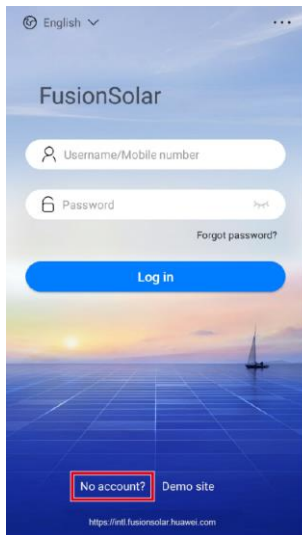 English
FusionSolar
Username/Mobile number
Password
Forgot password?
Log in
No account? Demo site
https://intl.fusionsolar.huawei.com